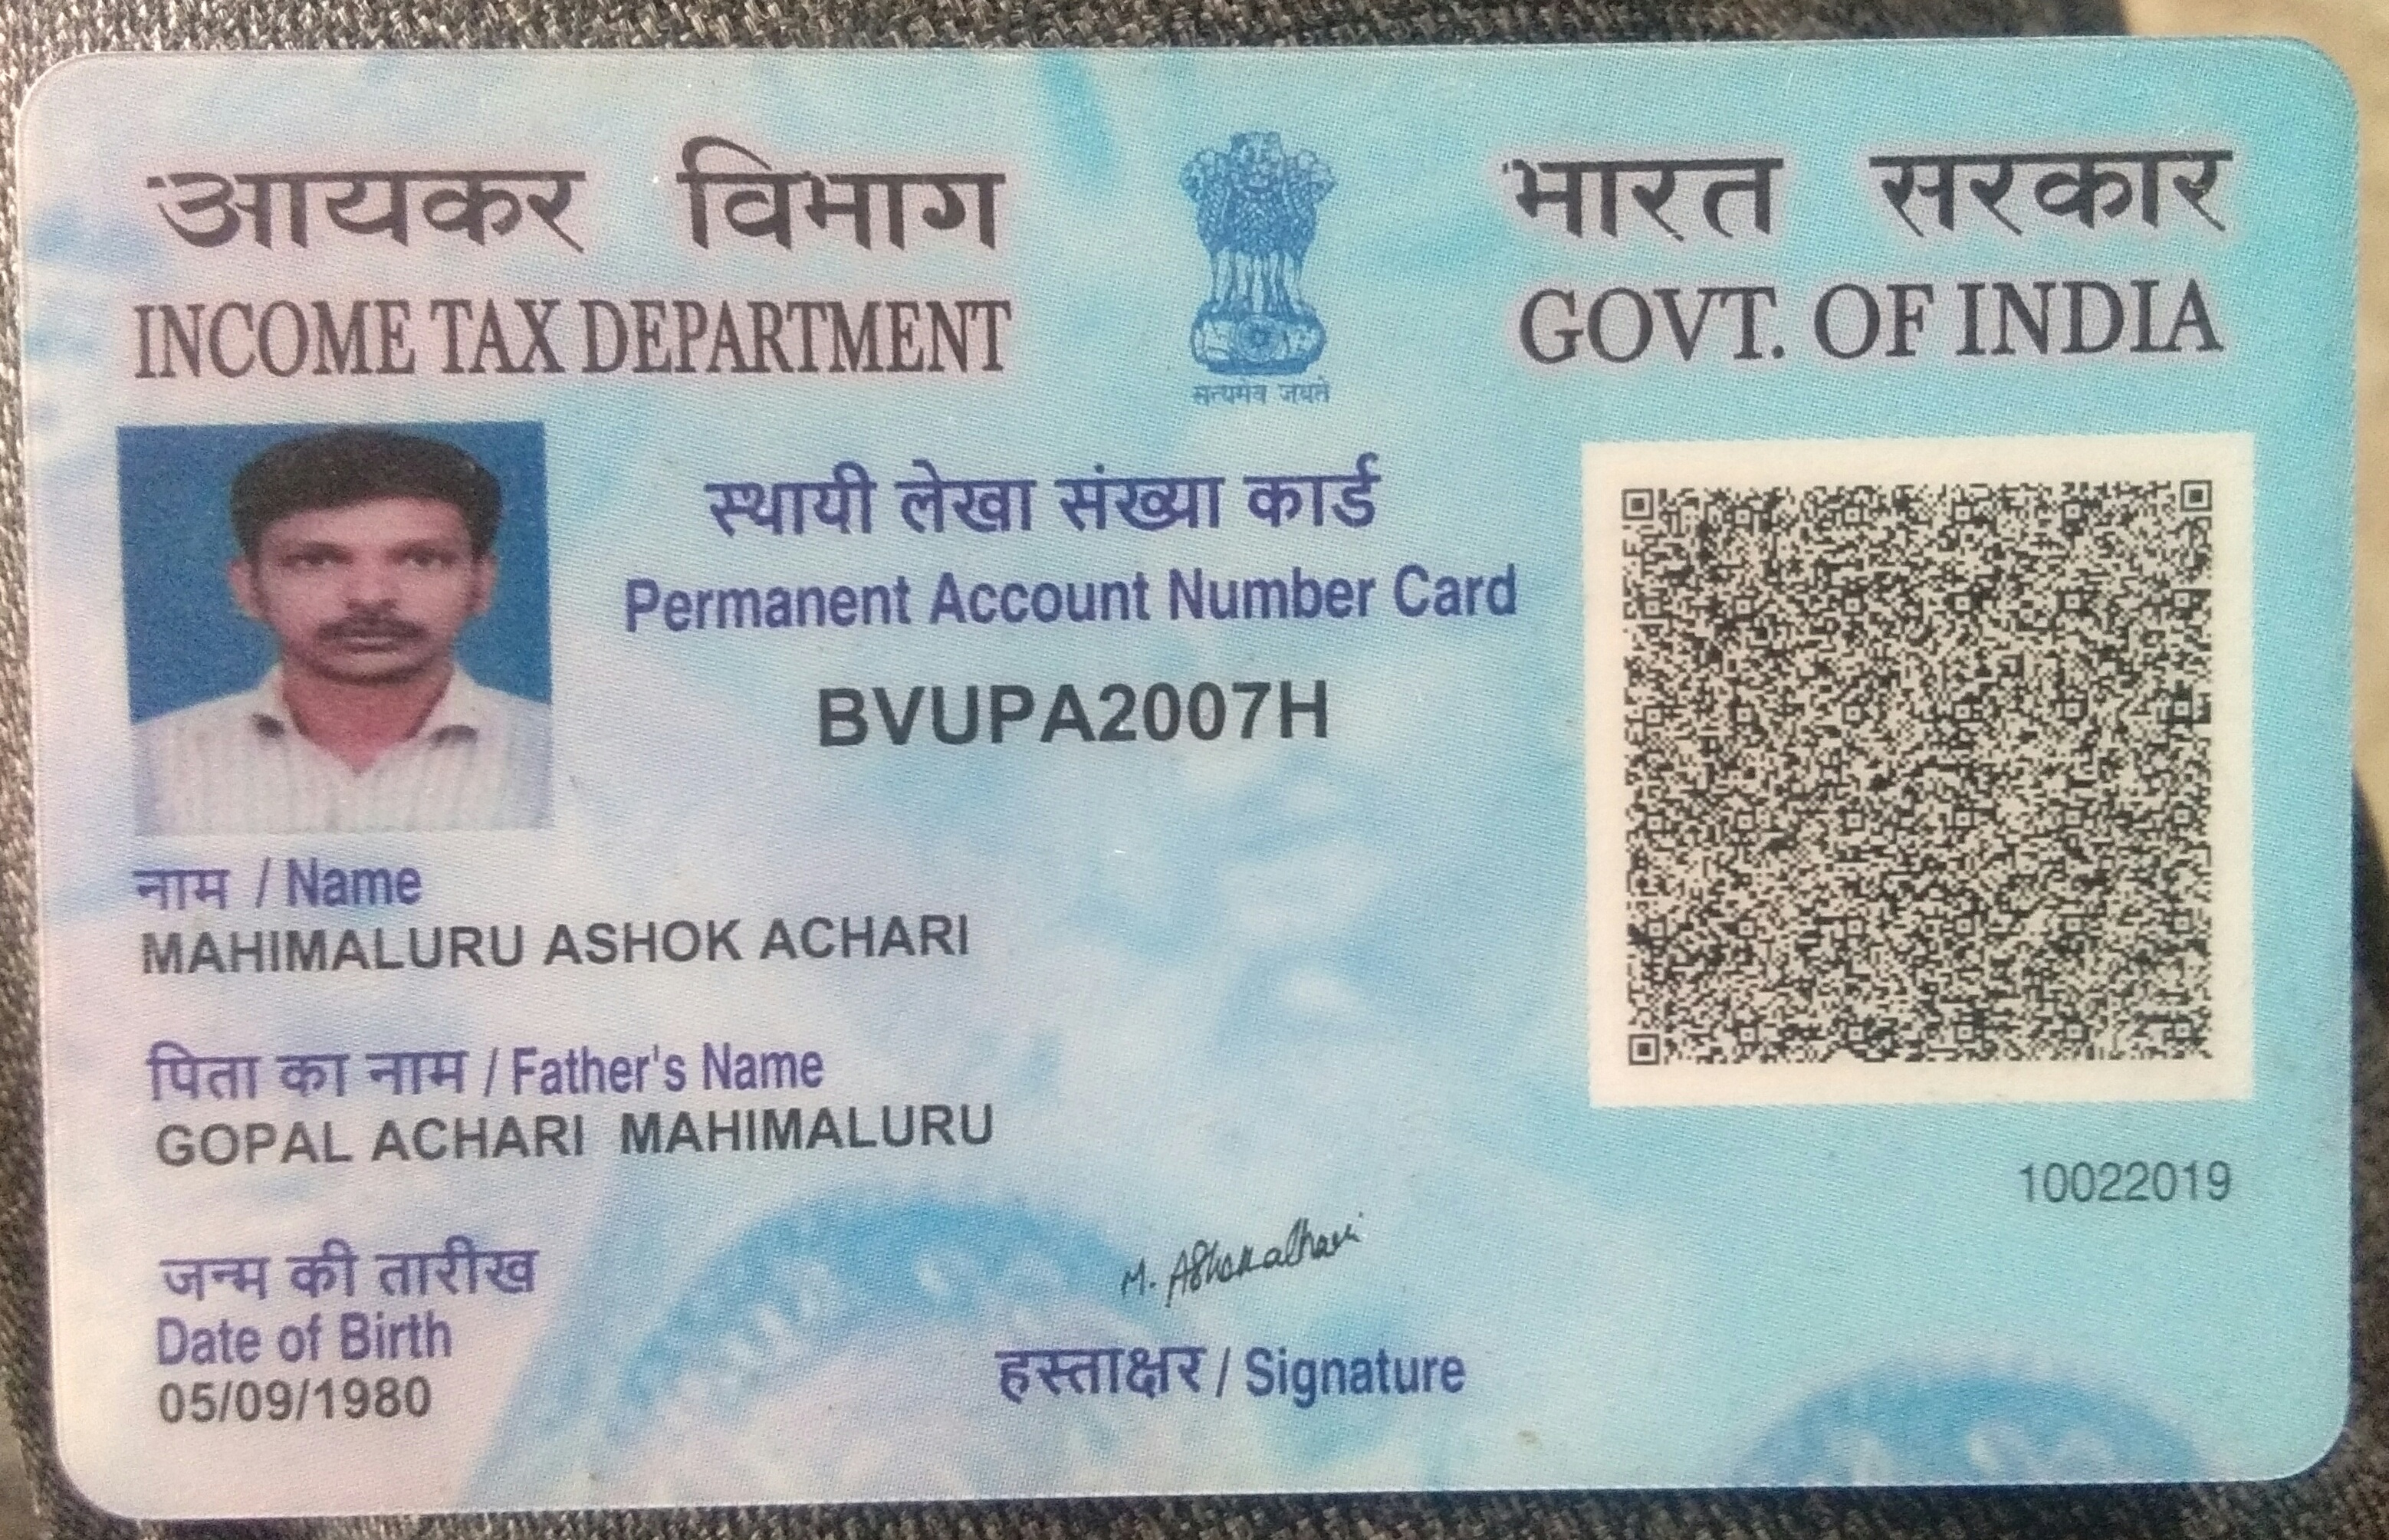 आयकर विभाग
INCOME TAX DEPARTMENT
सत्यमेव जयते
भारत सरकार
GOVT. OF INDIA
स्थायी लेखा संख्या कार्ड
Permanent Account Number Card
BVUPA2007H
नाम / Name
MAHIMALURU ASHOK ACHARI
पिता का नाम / Father's Name
GOPAL ACHARI MAHIMALURU
10022019
जन्म की तारीख
Date of Birth
05/09/1980
M. AShokachari
हस्ताक्षर / Signature